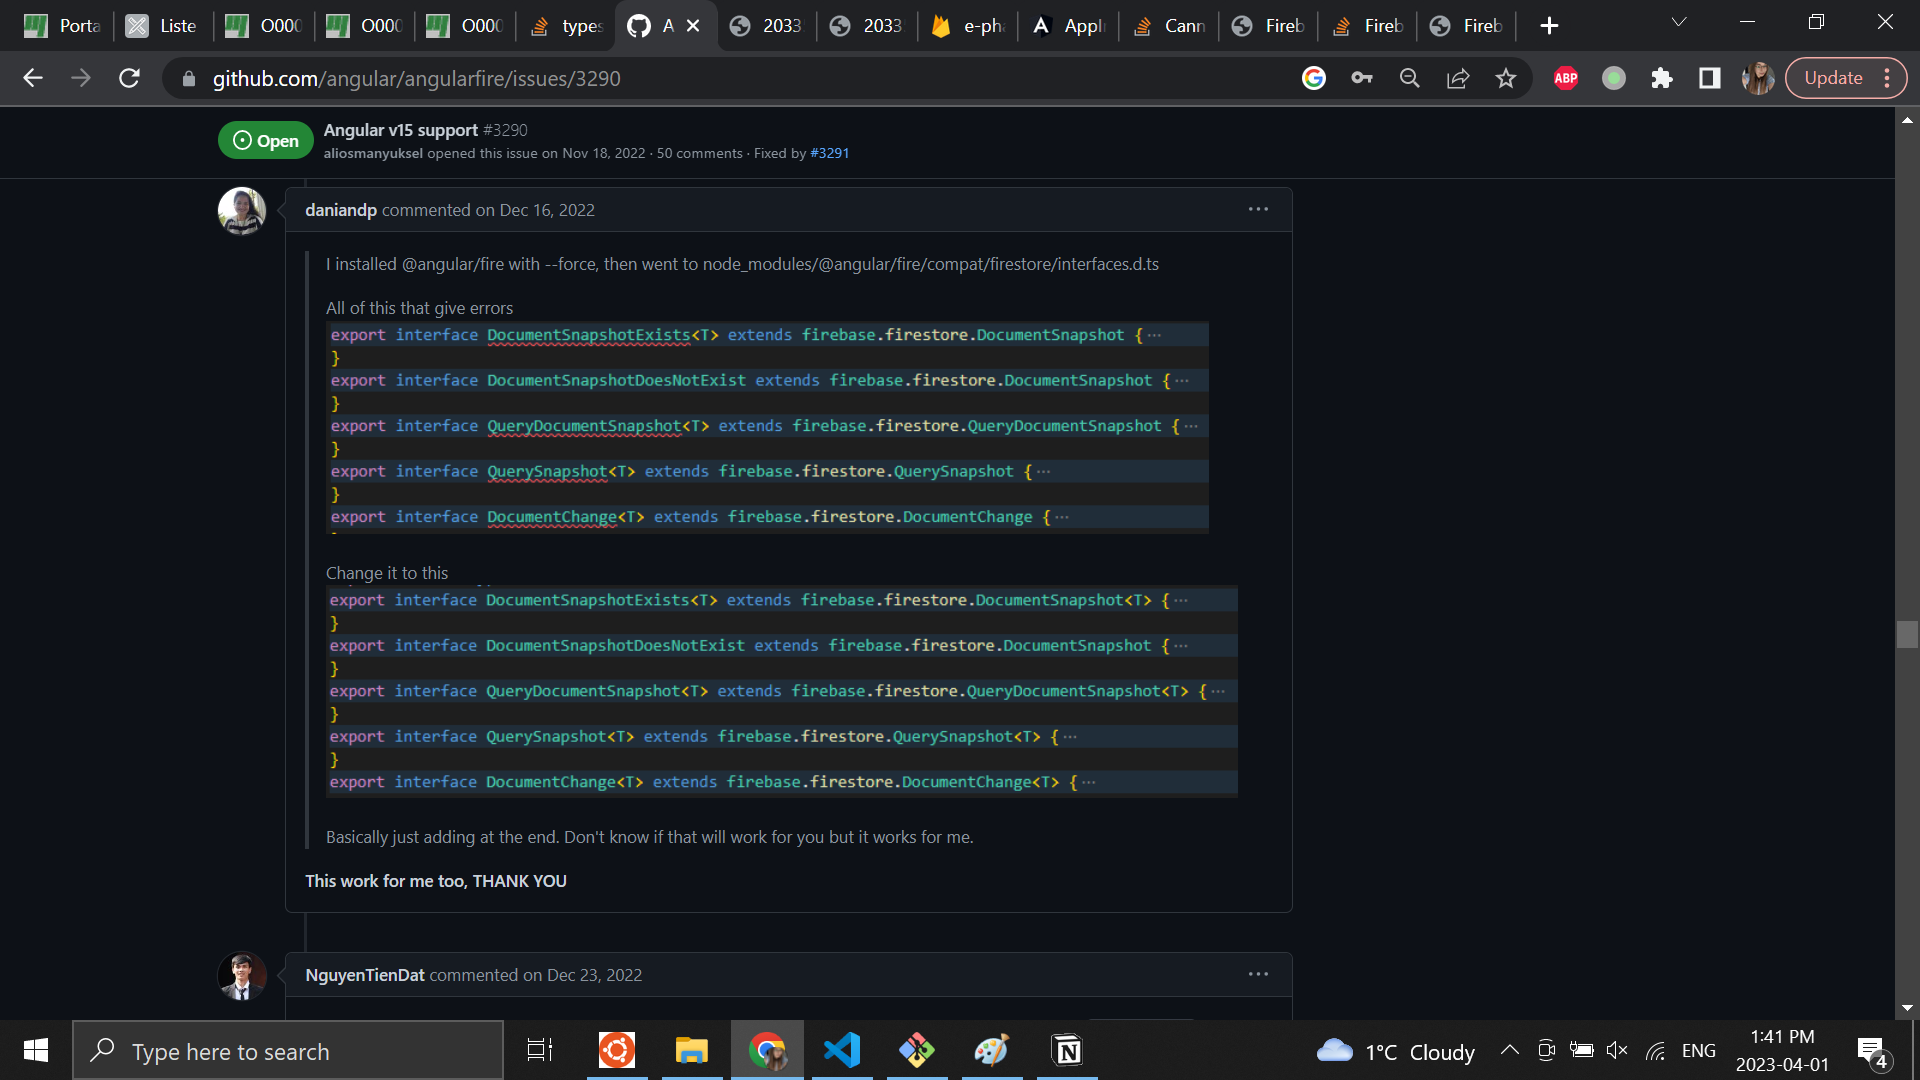 Porta
Liste
O000
O000
O000
types
A
2033
2033
e-pha
Appli
Cann
Fireb
Fireb
Fireb
github.com/angular/angularfire/issues/3290
ABP
Update
Open
Angular v15 support #3290
aliosmanyuksel opened this issue on Nov 18, 2022 · 50 comments · Fixed by #3291
daniandp commented on Dec 16, 2022
I installed @angular/fire with --force, then went to node_modules/@angular/fire/compat/firestore/interfaces.d.ts
All of this that give errors
export interface DocumentSnapshotExists<T> extends firebase.firestore.DocumentSnapshot {···
}
export interface DocumentSnapshotDoesNotExist extends firebase.firestore.DocumentSnapshot {···
}
export interface QueryDocumentSnapshot<T> extends firebase.firestore.QueryDocumentSnapshot {···
}
export interface QuerySnapshot<T> extends firebase.firestore.QuerySnapshot {···
}
export interface DocumentChange<T> extends firebase.firestore.DocumentChange {···
Change it to this
export interface DocumentSnapshotExists<T> extends firebase.firestore.DocumentSnapshot<T> {···
}
export interface DocumentSnapshotDoesNotExist extends firebase.firestore.DocumentSnapshot {···
}
export interface QueryDocumentSnapshot<T> extends firebase.firestore.QueryDocumentSnapshot<T> {···
}
export interface QuerySnapshot<T> extends firebase.firestore.QuerySnapshot<T> {···
}
export interface DocumentChange<T> extends firebase.firestore.DocumentChange<T> {···
Basically just adding at the end. Don't know if that will work for you but it works for me.
This work for me too, THANK YOU
NguyenTienDat commented on Dec 23, 2022
Type here to search
1°C Cloudy
ENG
1:41 PM
2023-04-01
4